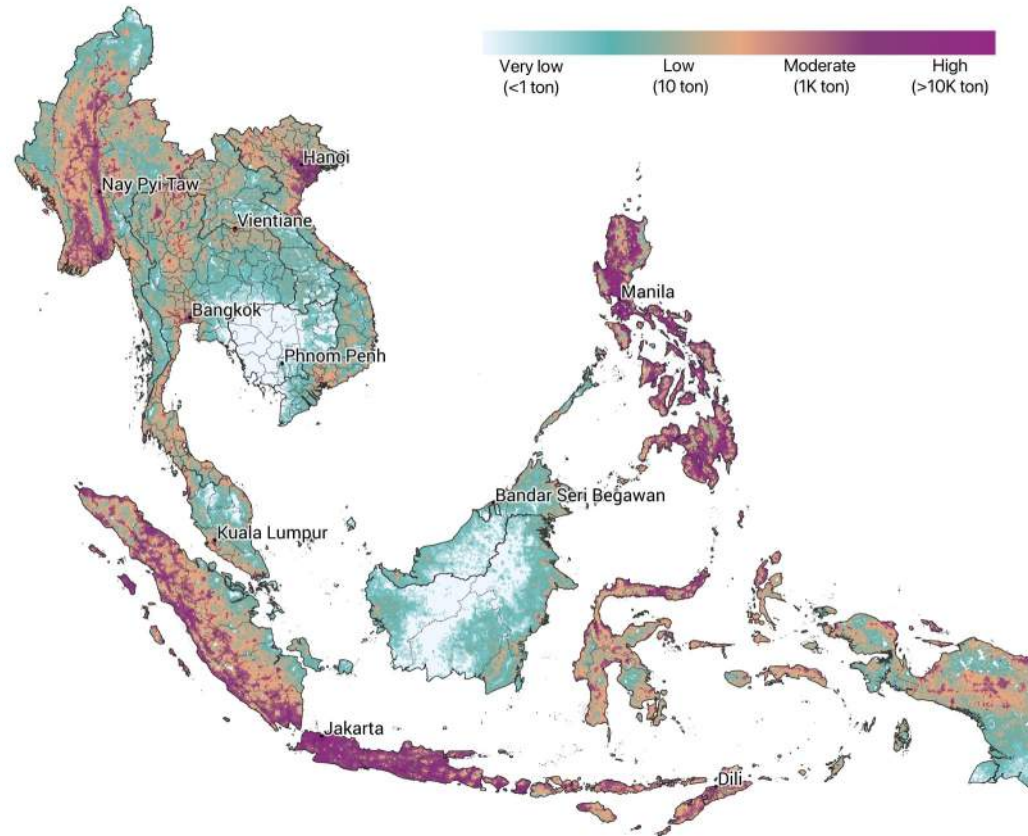 Very low
(<1 ton)
Low
(10 ton)
Moderate
(1K ton)
High
(>10K ton)
Hanoi
Nay Pyi Taw
Vientiane
Manila
Bangkok
Phnom Penh
Bandar Seri Begawan
Kuala Lumpur
Jakarta
Dili